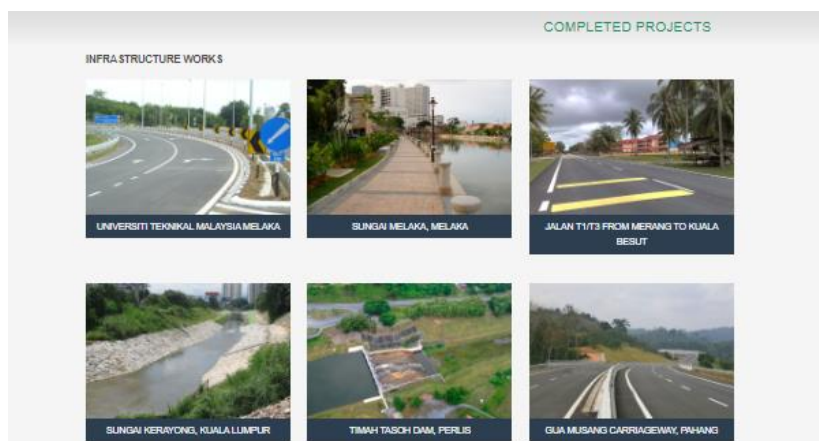 COMPLETED PROJECTS
INFRASTRUCTURE WORKS
UNIVERSITI TEKNIKAL MALAYSIA MELAKA
SUNGAI MELAKA, MELAKA
JALAN T1/T3 FROM MERANG TO KUALA
BESUT
SUNGAI KERAYONG, KUALA LUMPUR
TIMAH TASOH DAM, PERLIS
GUA MUSANG CARRIAGEWAY, PAHANG